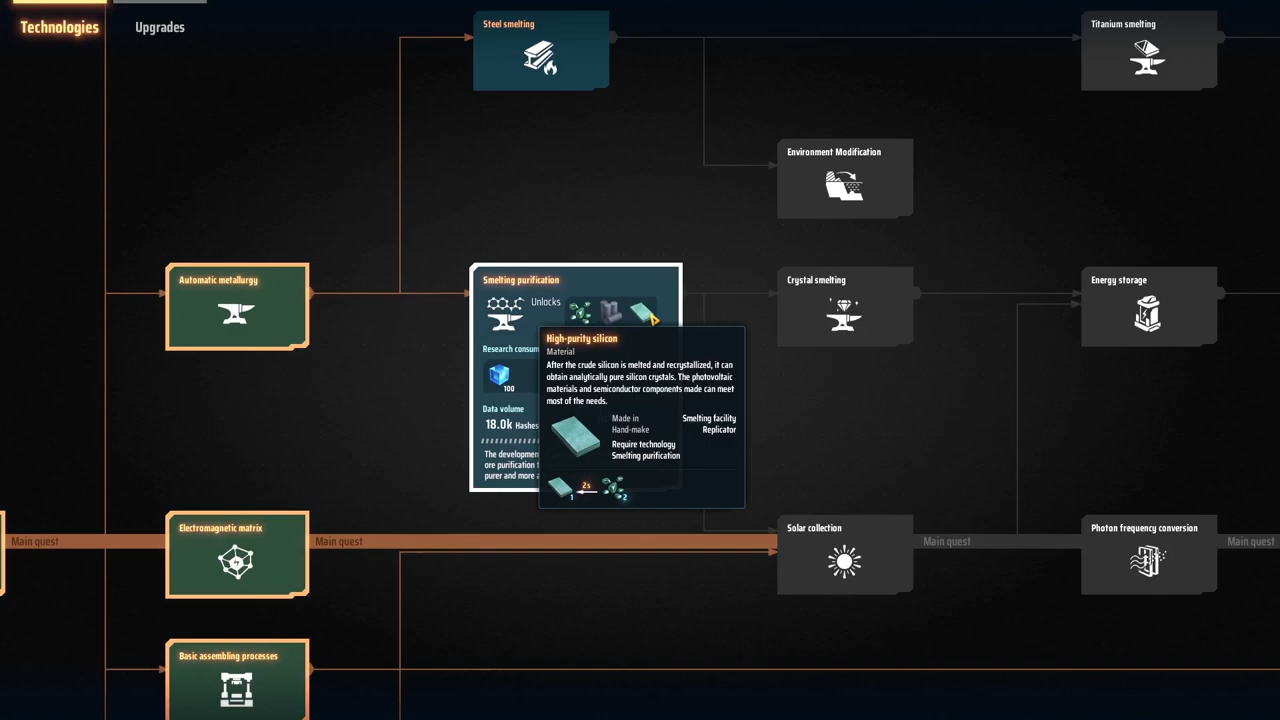 Technologies
Upgrades
Steel smelting
Titanium smelting
Environment Modification
Automatic metallurgy
Smelting purification
Unlocks
Crystal smelting
Energy storage
High-purity silicon
Research
Material
After the crude silicon is melted and recrystallized, it can
obtain analytically pure silicon crystals. The photovoltaic
materials and semiconductor components made can meet
most of the needs.
100
Data volume
18.0k Hashes
Made in Smelting facility
Hand-make Replicator
Require technology
Smelting purification
The
ore purification
purer and more
2s
1
2
Electromagnetic matrix
Solar collection
Photon frequency conversion
Main quest
Main quest
Main quest
Main quest
Basic assembling processes